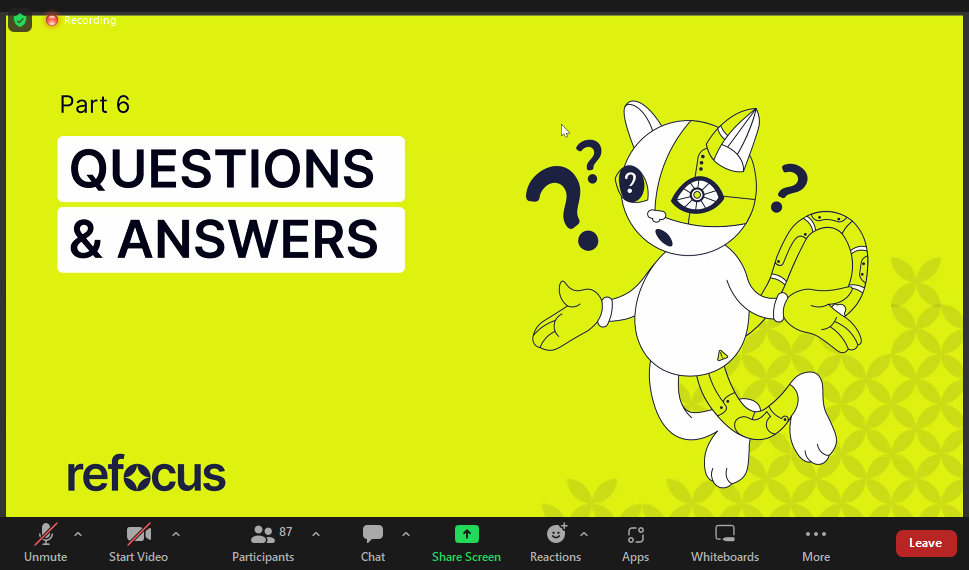 Recording
Part 6
QUESTIONS
& ANSWERS
? ? ? ?
refocus
87
Unmute Start Video Participants Chat Share Screen Reactions Apps Whiteboards More Leave